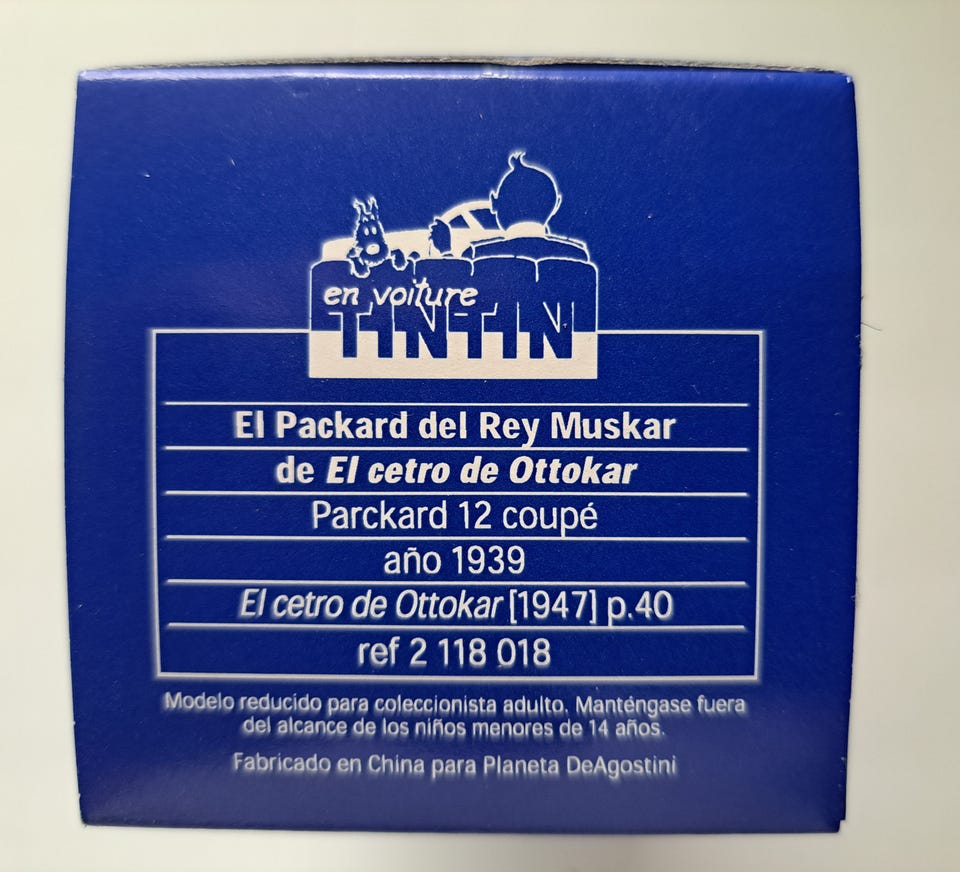 en voiture
TINTIN
El Packard del Rey Muskar
de El cetro de Ottokar
Parckard 12 coupé
año 1939
El cetro de Ottokar [1947] p.40
ref 2 118 018
Modelo reducido para coleccionista adulto. Manténgase fuera
del alcance de los niños menores de 14 años.
Fabricado en China para Planeta DeAgostini